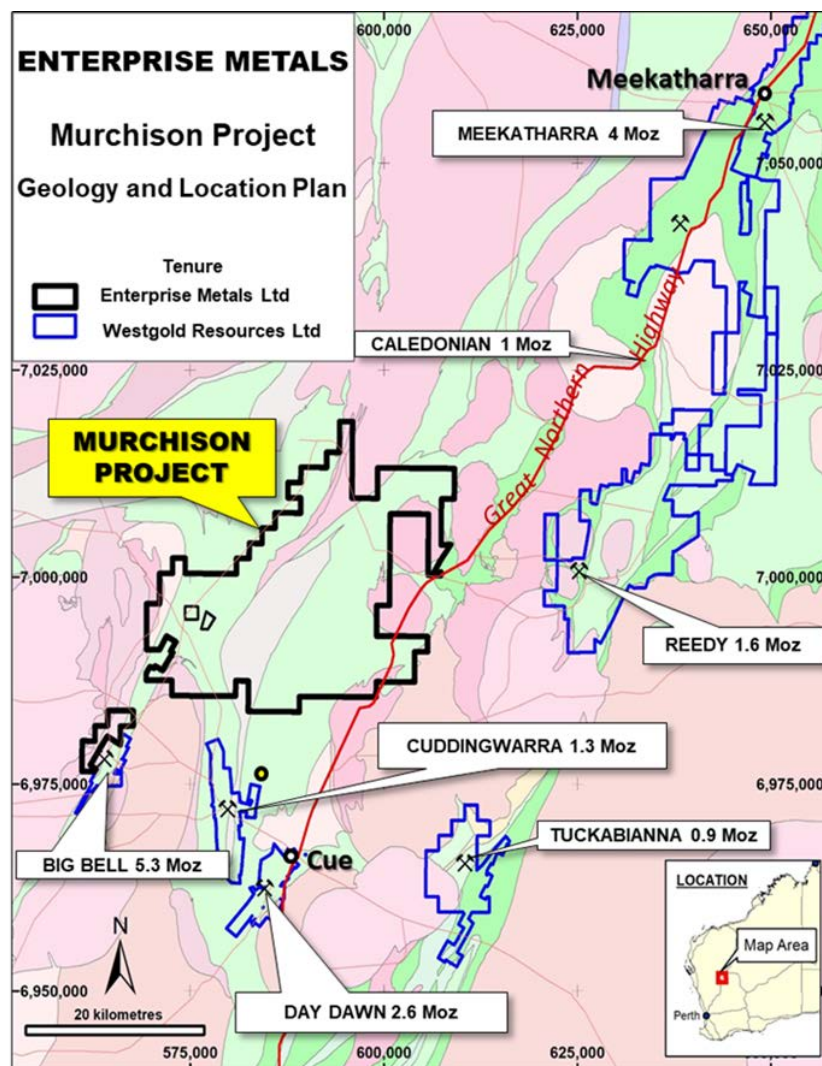 ENTERPRISE METALS
Murchison Project
Geology and Location Plan
Tenure
Enterprise Metals Ltd
Westgold Resources Ltd
600,000
625,000
650,000
Meekatharra
MEEKATHARRA 4 Moz
7,050,000
CALEDONIAN 1 Moz
Great Northern Highway
7,025,000
7,025,000
MURCHISON
PROJECT
7,000,000
7,000,000
REEDY 1.6 Moz
CUDDINGWARRA 1.3 Moz
6,975,000
6,975,000
TUCKABIANNA 0.9 Moz
BIG BELL 5.3 Moz
Cue
LOCATION
Map Area
Perth
N
DAY DAWN 2.6 Moz
6,950,000
20 kilometres
575,000
600,000
625,000